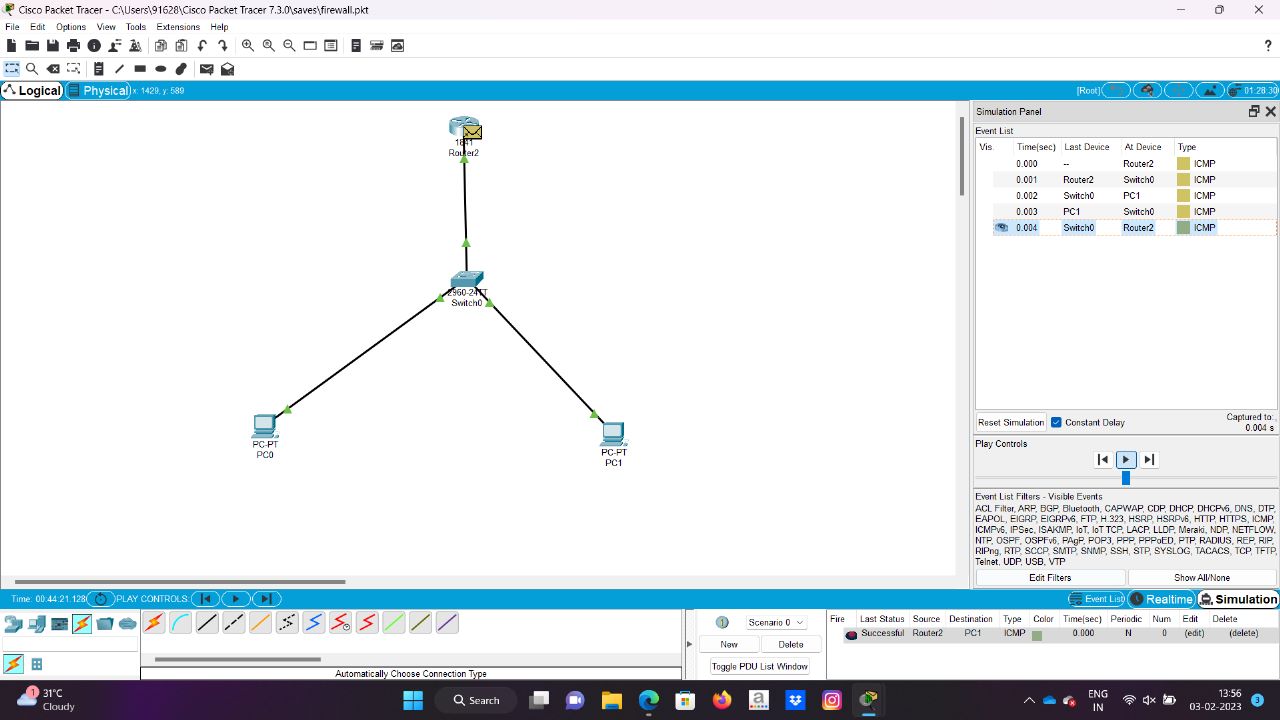 Cisco Packet Tracer - C:\Users\91628\Cisco Packet Tracer 7.3.0\saves\firewall.pkt
File Edit Options View Tools Extensions Help
Logical Physical x: 1429, y: 589 [Root] 01:28:30
1841
Router2
2960-24TT
Switch0
PC-PT
PC0
PC-PT
PC1
Simulation Panel
Event List
Vis. Time(sec) Last Device At Device Type
0.000 -- Router2 ICMP
0.001 Router2 Switch0 ICMP
0.002 Switch0 PC1 ICMP
0.003 PC1 Switch0 ICMP
0.004 Switch0 Router2 ICMP
Reset Simulation Constant Delay Captured to:
0.004 s
Play Controls
Event List Filters - Visible Events
ACL Filter, ARP, BGP, Bluetooth, CAPWAP, CDP, DHCP, DHCPv6, DNS, DTP,
EAPOL, EIGRP, EIGRPv6, FTP, H.323, HSRP, HSRPv6, HTTP, HTTPS, ICMP,
ICMPv6, IPSec, ISAKMP, IoT, IoT TCP, LACP, LLDP, Meraki, NDP, NETFLOW,
NTP, OSPF, OSPFv6, PAgP, POP3, PPP, PPPoED, PTP, RADIUS, REP, RIP,
RIPng, RTP, SCCP, SMTP, SNMP, SSH, STP, SYSLOG, TACACS, TCP, TFTP,
Telnet, UDP, USB, VTP
Edit Filters Show All/None
Time: 00:44:21.128 PLAY CONTROLS: Event List Realtime Simulation
Automatically Choose Connection Type
Scenario 0
New Delete
Toggle PDU List Window
Fire Last Status Source Destination Type Color Time(sec) Periodic Num Edit Delete
Successful Router2 PC1 ICMP 0.000 N 0 (edit) (delete)
1
31°C
Cloudy
Search
a
ENG
IN
13:56
03-02-2023
3